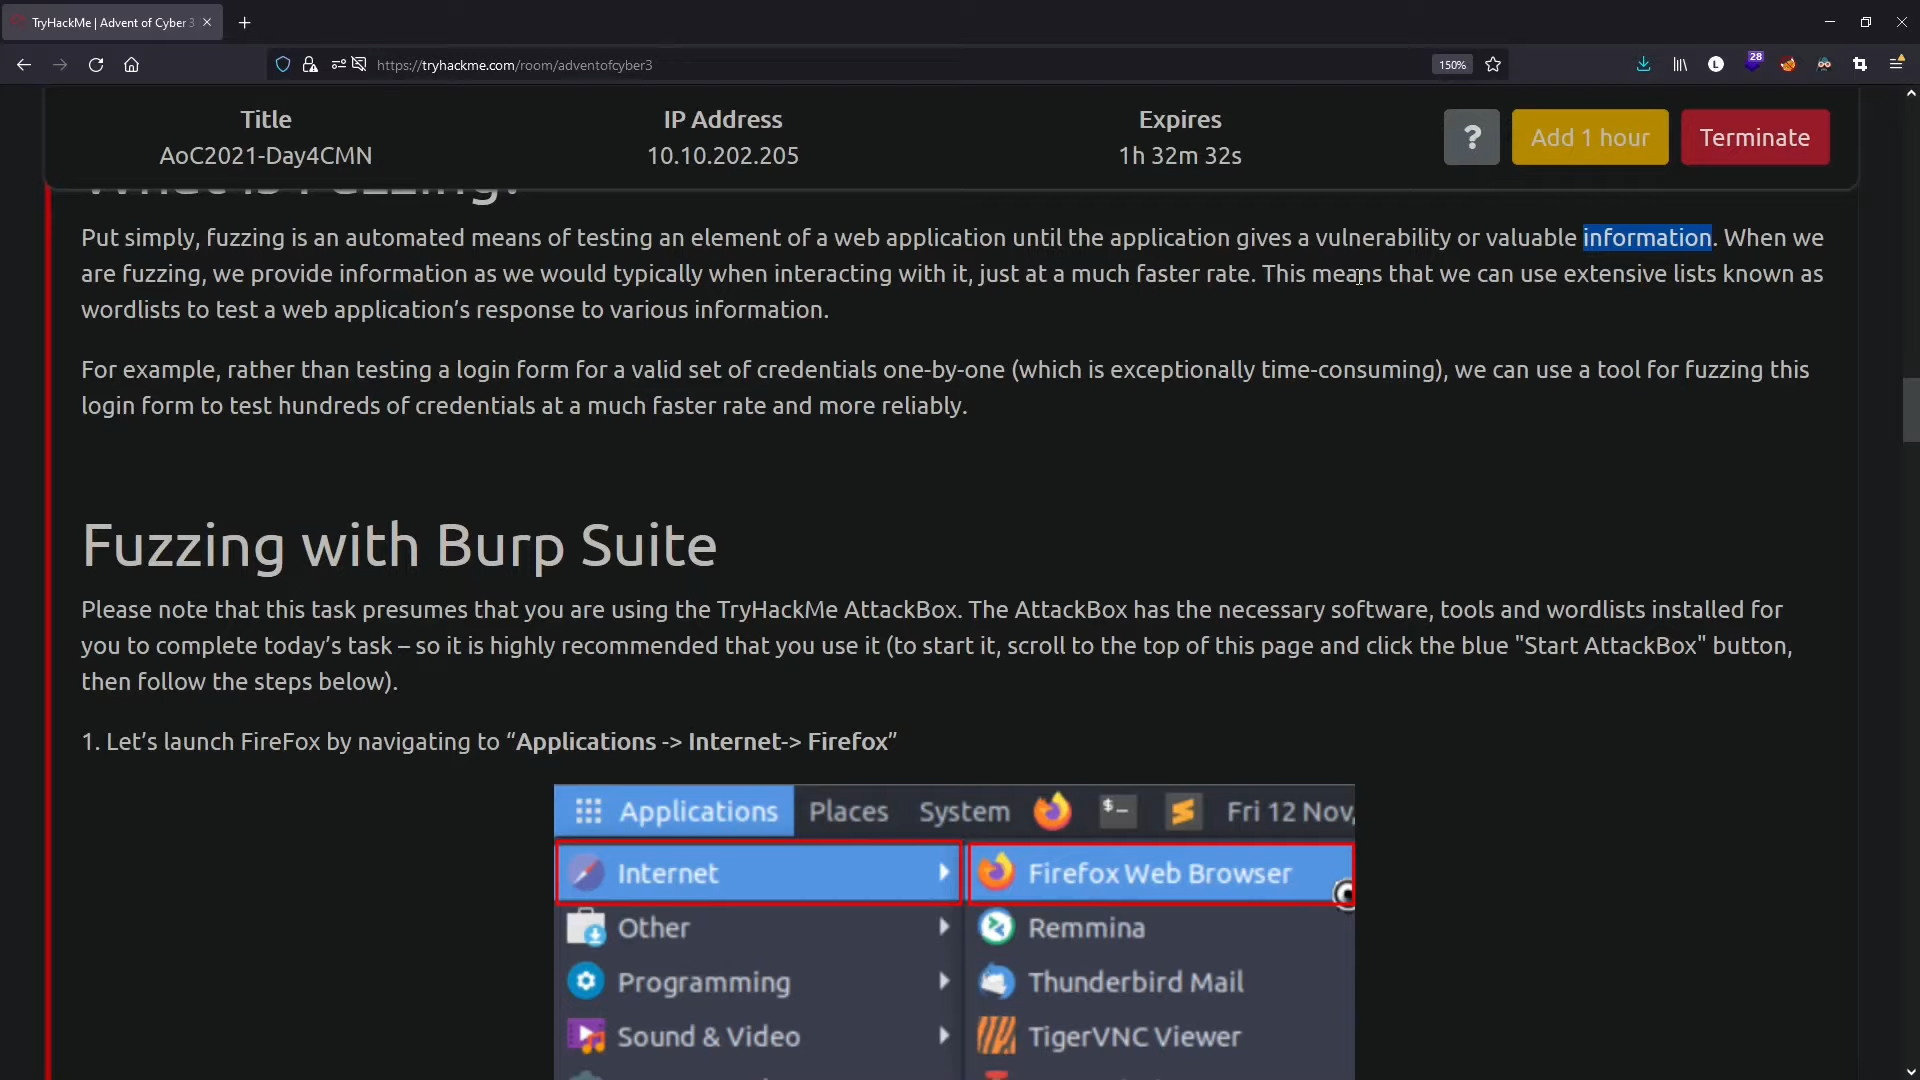 TryHackMe | Advent of Cyber 3
https://tryhackme.com/room/adventofcyber3
150%
L
28
Title
IP Address
Expires
AoC2021-Day4CMN
10.10.202.205
1h 32m 32s
?
Add 1 hour
Terminate
What is Fuzzing?
Put simply, fuzzing is an automated means of testing an element of a web application until the application gives a vulnerability or valuable information. When we
are fuzzing, we provide information as we would typically when interacting with it, just at a much faster rate. This means that we can use extensive lists known as
wordlists to test a web application’s response to various information.
For example, rather than testing a login form for a valid set of credentials one-by-one (which is exceptionally time-consuming), we can use a tool for fuzzing this
login form to test hundreds of credentials at a much faster rate and more reliably.
Fuzzing with Burp Suite
Please note that this task presumes that you are using the TryHackMe AttackBox. The AttackBox has the necessary software, tools and wordlists installed for
you to complete today’s task – so it is highly recommended that you use it (to start it, scroll to the top of this page and click the blue "Start AttackBox" button,
then follow the steps below).
1. Let’s launch FireFox by navigating to “Applications -> Internet-> Firefox”
Applications Places System $– Fri 12 Nov,
Internet
Firefox Web Browser
Other
Remmina
Programming
Thunderbird Mail
Sound & Video
TigerVNC Viewer